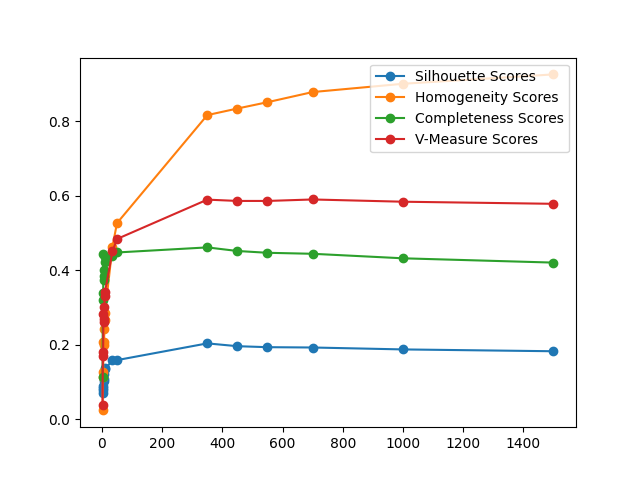 Silhouette Scores
Homogeneity Scores
Completeness Scores
V-Measure Scores
0.8
0.6
0.4
0.2
0.0
0 200 400 600 800 1000 1200 1400